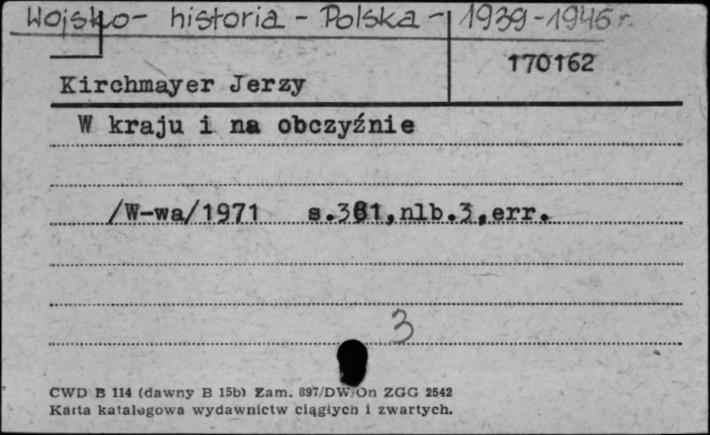 Wojsko - historia - Polska - 1939-1945 r.
170162
Kirchmayer Jerzy
W kraju i na obczyźnie
/W-wa/1971 s.381,nlb.3,err.
3
CWD B 114 (dawny B 15b) Zam. 897/DW/On ZGG 2542
Karta katalogowa wydawnictw ciągłych i zwartych.